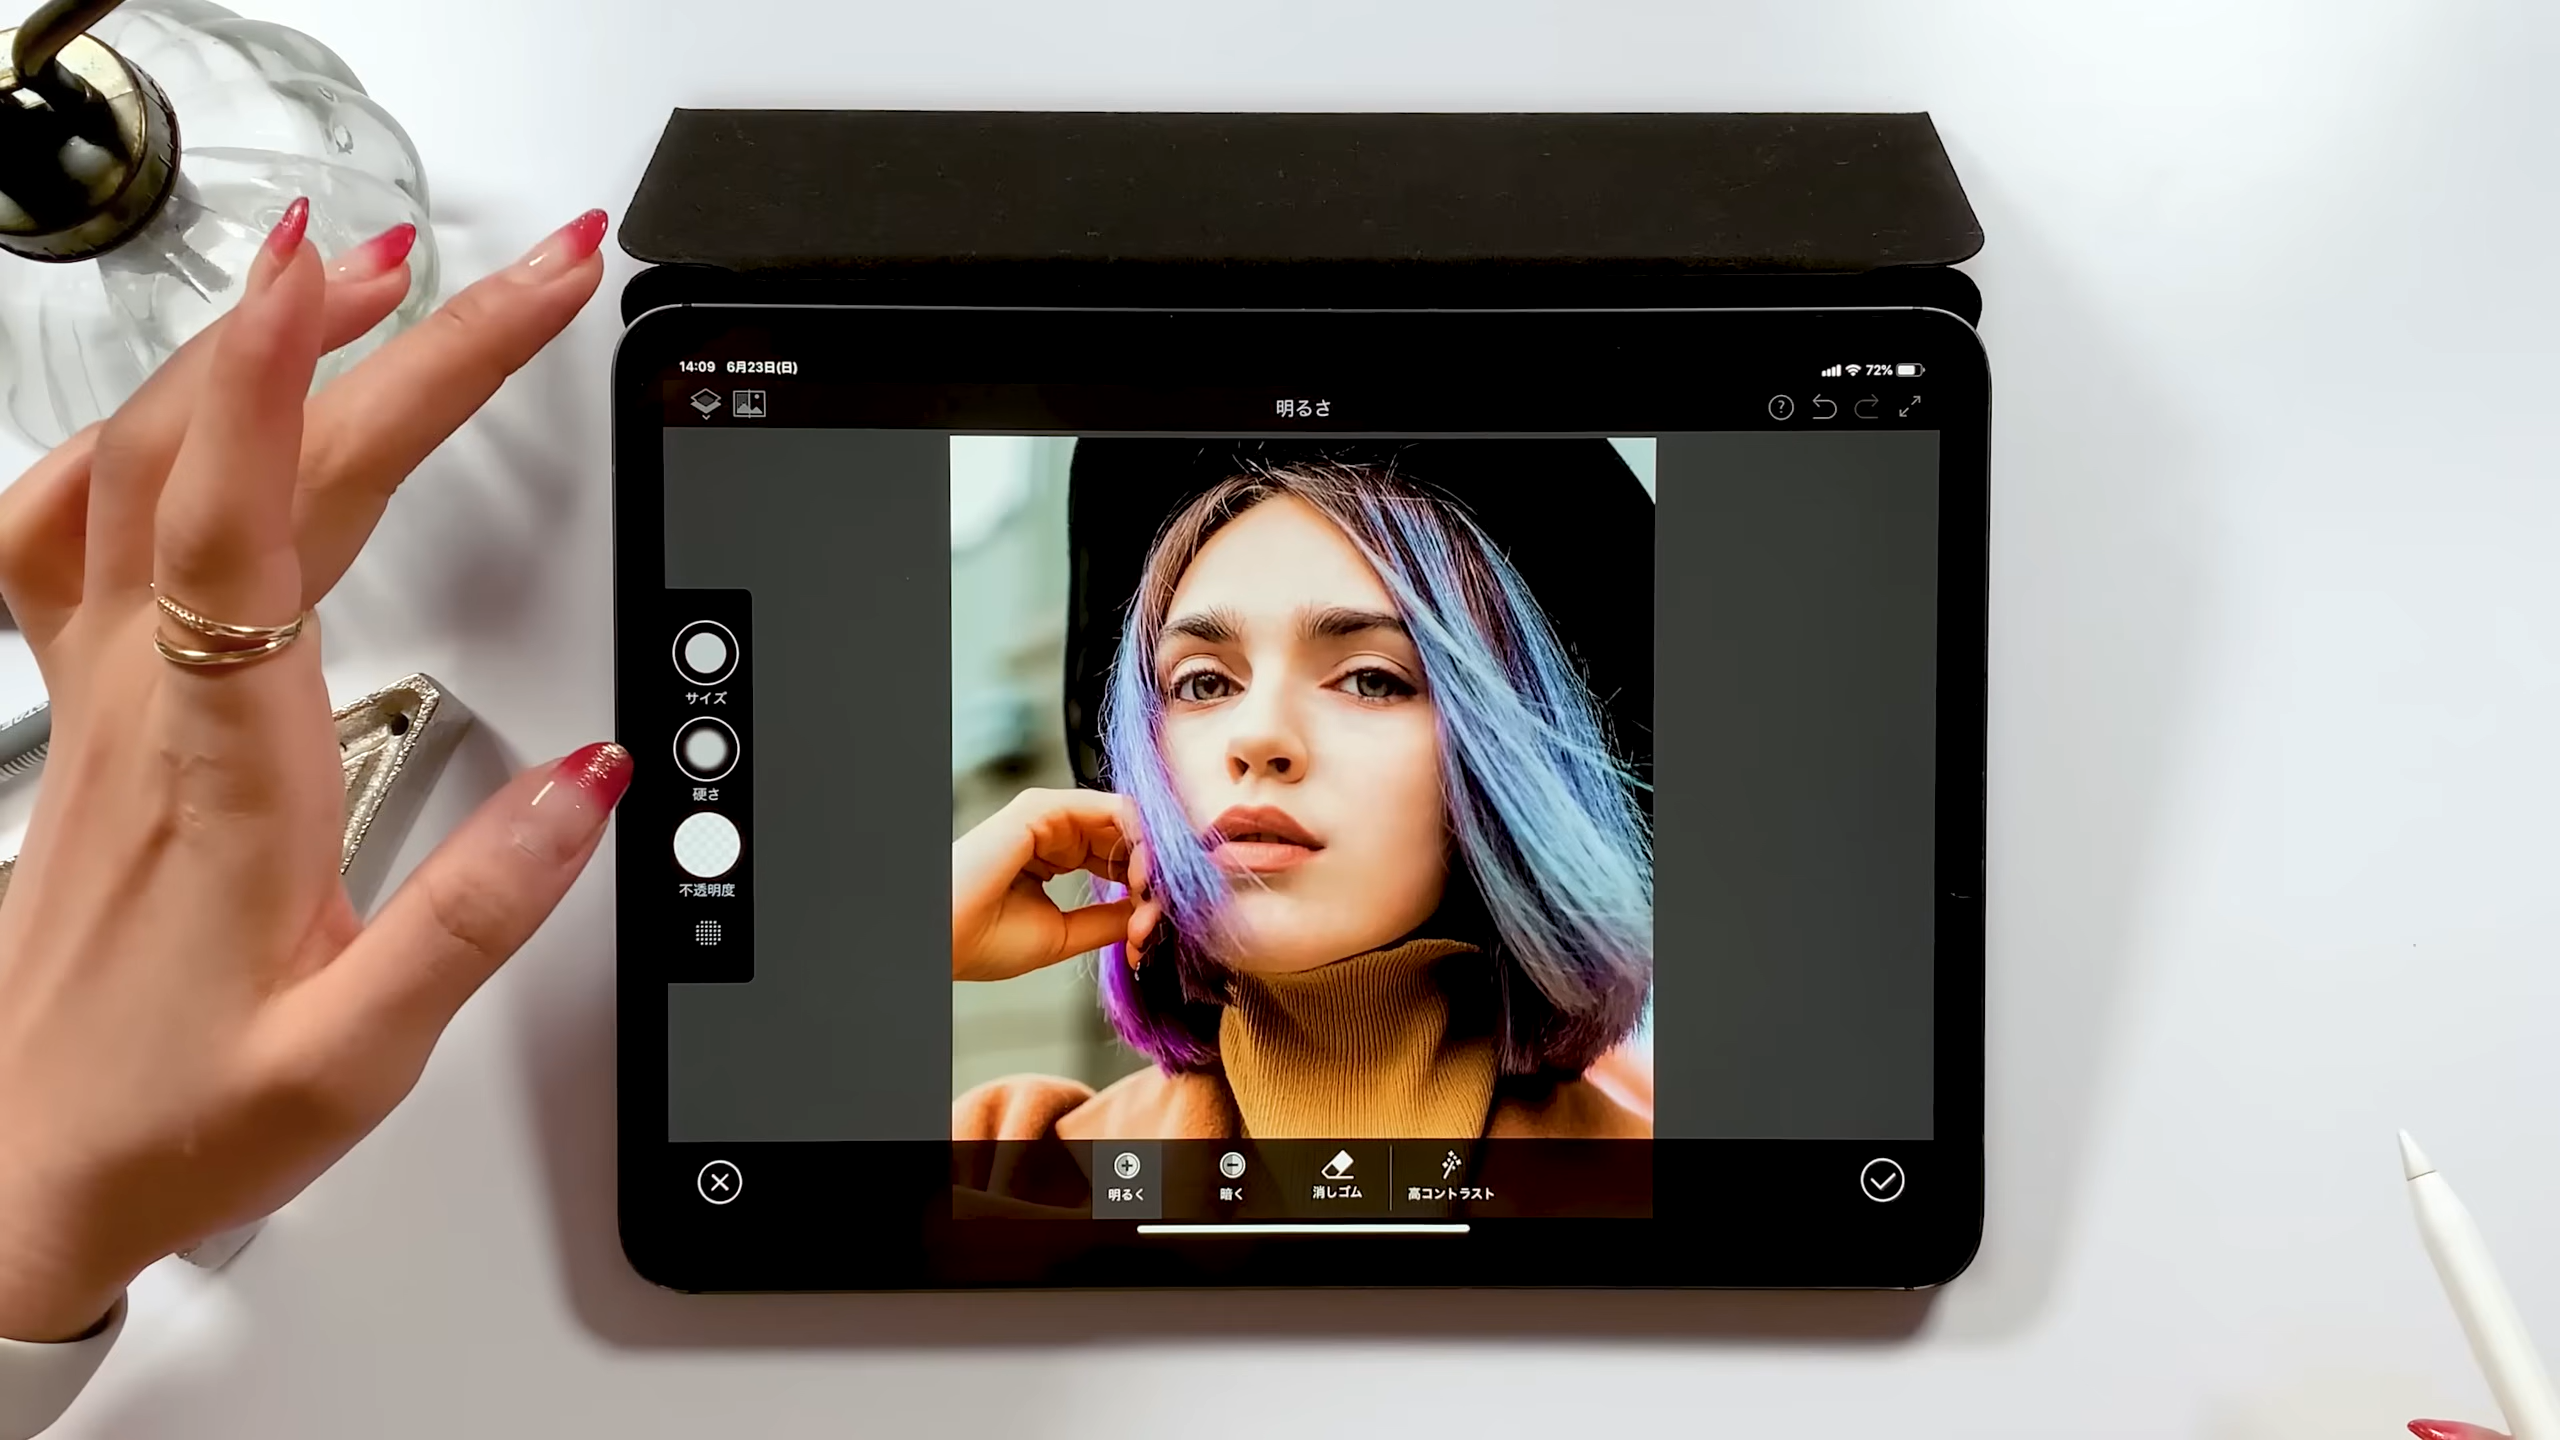 14:09 6月23日(日)
72%
明るさ
サイズ
硬さ
不透明度
明るく
暗く
消しゴム
高コントラスト